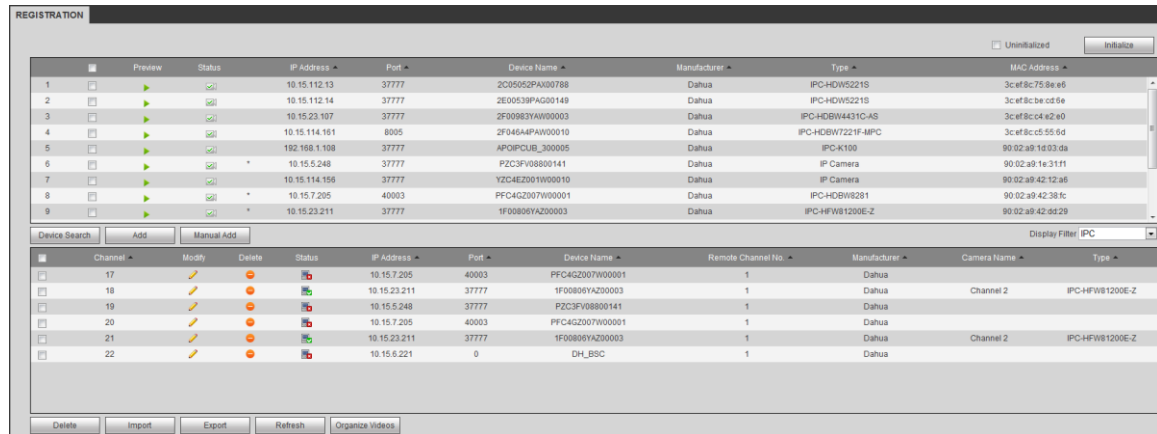 REGISTRATION
Uninitialized Initialize
Preview Status IP Address Port Device Name Manufacturer Type MAC Address
1 10.15.112.13 37777 2C05052PAX00788 Dahua IPC-HDW5221S 3c:ef:8c:75:8e:e6
2 10.15.112.14 37777 2E00539PAG00149 Dahua IPC-HDW5221S 3c:ef:8c:be:cd:6e
3 10.15.23.107 37777 2F00983YAW00003 Dahua IPC-HDBW4431C-AS 3c:ef:8c:c4:e2:e0
4 10.15.114.161 8005 2F046A4PAW00010 Dahua IPC-HDBW7221F-MPC 3c:ef:8c:c5:55:6d
5 192.168.1.108 37777 APOIPCUB_300005 Dahua IPC-K100 90:02:a9:1d:03:da
6 * 10.15.5.248 37777 PZC3FV08800141 Dahua IP Camera 90:02:a9:1e:31:f1
7 10.15.114.156 37777 YZC4EZ001W00010 Dahua IP Camera 90:02:a9:42:12:a6
8 * 10.15.7.205 40003 PFC4GZ007W00001 Dahua IPC-HDBW8281 90:02:a9:42:38:fc
9 * 10.15.23.211 37777 1F00806YAZ00003 Dahua IPC-HFW81200E-Z 90:02:a9:42:dd:29
Device Search Add Manual Add Display Filter IPC
Channel Modify Delete Status IP Address Port Device Name Remote Channel No. Manufacturer Camera Name Type
17 10.15.7.205 40003 PFC4GZ007W00001 1 Dahua
18 10.15.23.211 37777 1F00806YAZ00003 1 Dahua Channel 2 IPC-HFW81200E-Z
19 10.15.5.248 37777 PZC3FV08800141 1 Dahua
20 10.15.7.205 40003 PFC4GZ007W00001 1 Dahua
21 10.15.23.211 37777 1F00806YAZ00003 1 Dahua Channel 2 IPC-HFW81200E-Z
22 10.15.6.221 0 DH_BSC 1 Dahua
Delete Import Export Refresh Organize Videos